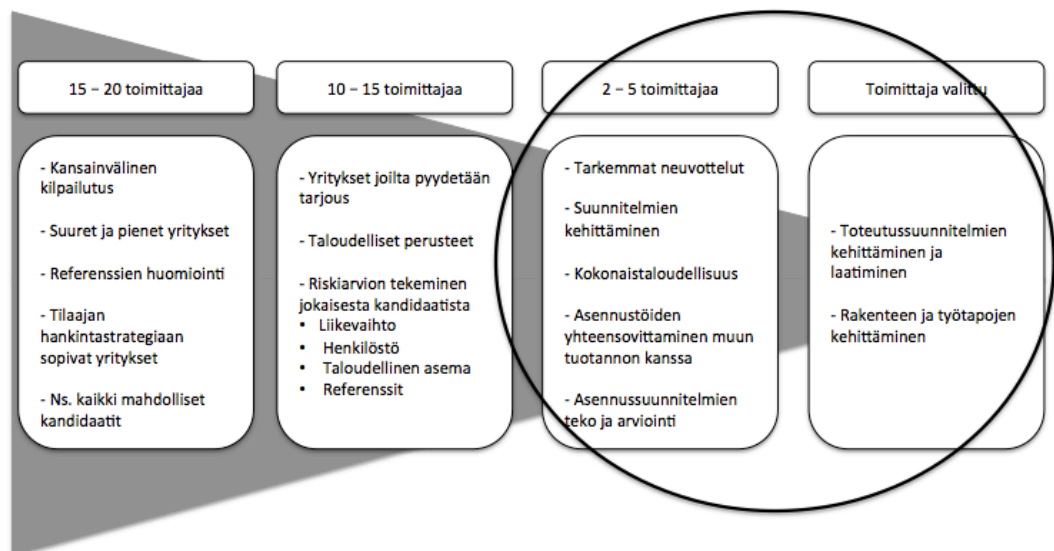 15 – 20 toimittajaa
- Kansainvälinen
kilpailutus
- Suuret ja pienet yritykset
- Referenssien huomiointi
- Tilaajan
hankintastrategiaan
sopivat yritykset
- Ns. kaikki mahdolliset
kandidaatit
10 – 15 toimittajaa
- Yritykset joilta pyydetään
tarjous
- Taloudelliset perusteet
- Riskiarvion tekeminen
jokaisesta kandidaatista
• Liikevaihto
• Henkilöstö
• Taloudellinen asema
• Referenssit
2 – 5 toimittajaa
- Tarkemmat neuvottelut
- Suunnitelmien
kehittäminen
- Kokonaistaloudellisuus
- Asennustöiden
yhteensovittaminen muun
tuotannon kanssa
- Asennussuunnitelmien
teko ja arviointi
Toimittaja valittu
- Toteutussuunnitelmien
kehittäminen ja
laatiminen
- Rakenteen ja työtapojen
kehittäminen